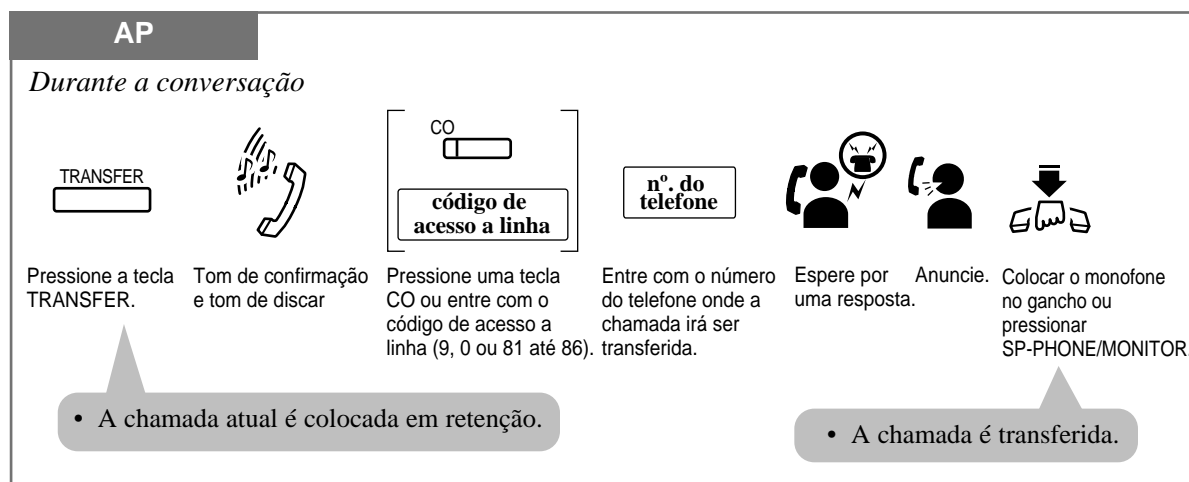 AP
Durante a conversação
TRANSFER
CO
código de
acesso a linha
nº. do
telefone
Pressione a tecla
TRANSFER.
Tom de confirmação
e tom de discar
Pressione uma tecla
CO ou entre com o
código de acesso a
linha (9, 0 ou 81 até 86).
Entre com o número
do telefone onde a
chamada irá ser
transferida.
Espere por
uma resposta.
Anuncie.
Colocar o monofone
no gancho ou
pressionar
SP-PHONE/MONITOR.
• A chamada atual é colocada em retenção.
• A chamada é transferida.